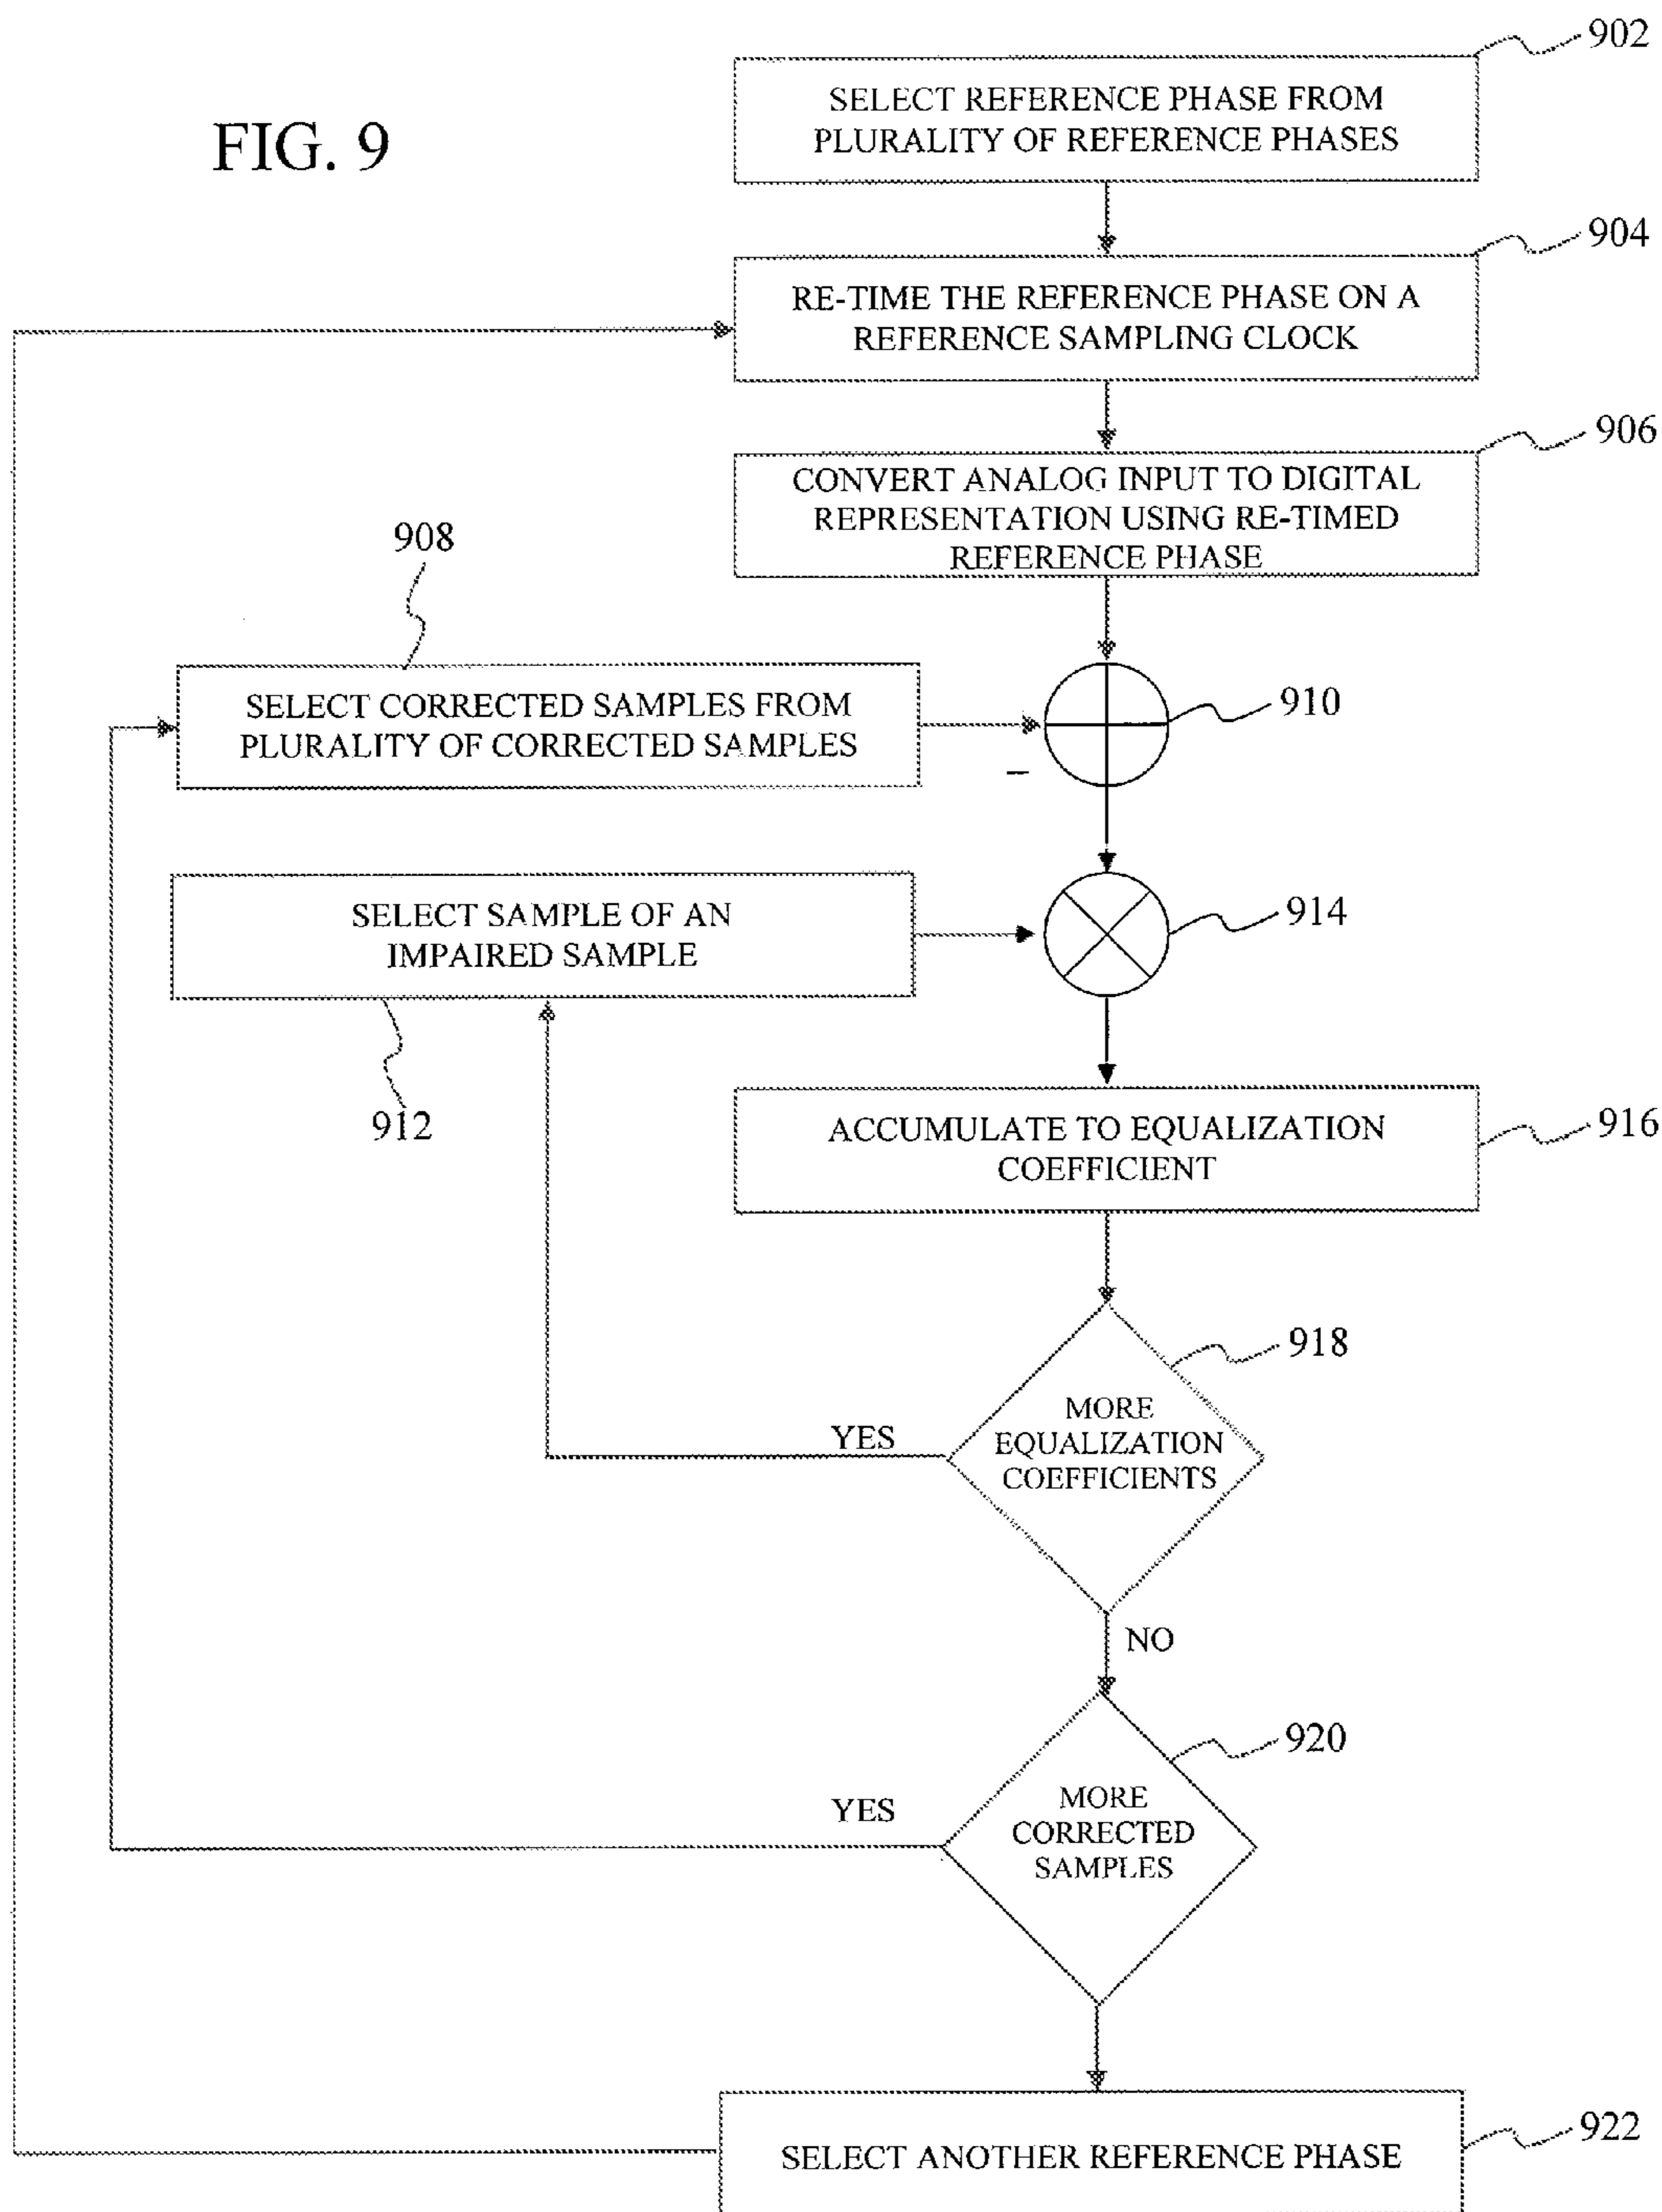 FIG. 9
902
SELECT REFERENCE PHASE FROM
PLURALITY OF REFERENCE PHASES
904
RE-TIME THE REFERENCE PHASE ON A
REFERENCE SAMPLING CLOCK
906
CONVERT ANALOG INPUT TO DIGITAL
REPRESENTATION USING RE-TIMED
REFERENCE PHASE
908
SELECT CORRECTED SAMPLES FROM
PLURALITY OF CORRECTED SAMPLES
910
–
SELECT SAMPLE OF AN
IMPAIRED SAMPLE
914
912
ACCUMULATE TO EQUALIZATION
COEFFICIENT
916
918
MORE
EQUALIZATION
COEFFICIENTS
YES
NO
920
MORE
CORRECTED
SAMPLES
YES
SELECT ANOTHER REFERENCE PHASE
922